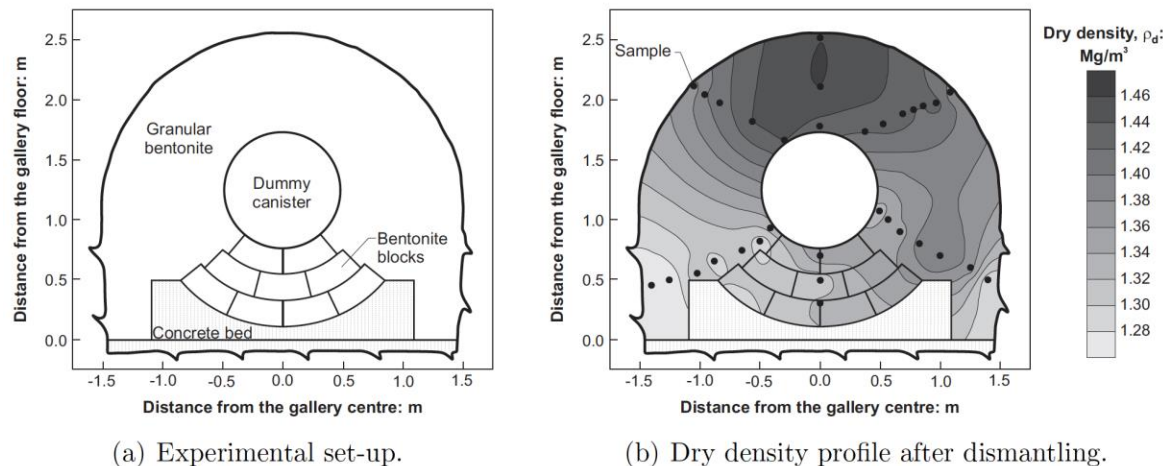 2.5
2.0
1.5
1.0
0.5
0.0
Distance from the gallery floor: m
Granular
bentonite
Dummy
canister
Bentonite
blocks
Concrete bed
-1.5 -1.0 -0.5 0.0 0.5 1.0 1.5
Distance from the gallery centre: m
(a) Experimental set-up.
2.5
2.0
1.5
1.0
0.5
0.0
Distance from the gallery floor: m
Sample
-1.5 -1.0 -0.5 0.0 0.5 1.0 1.5
Distance from the gallery centre: m
Dry density, ρd:
Mg/m³
1.46
1.44
1.42
1.40
1.38
1.36
1.34
1.32
1.30
1.28
(b) Dry density profile after dismantling.